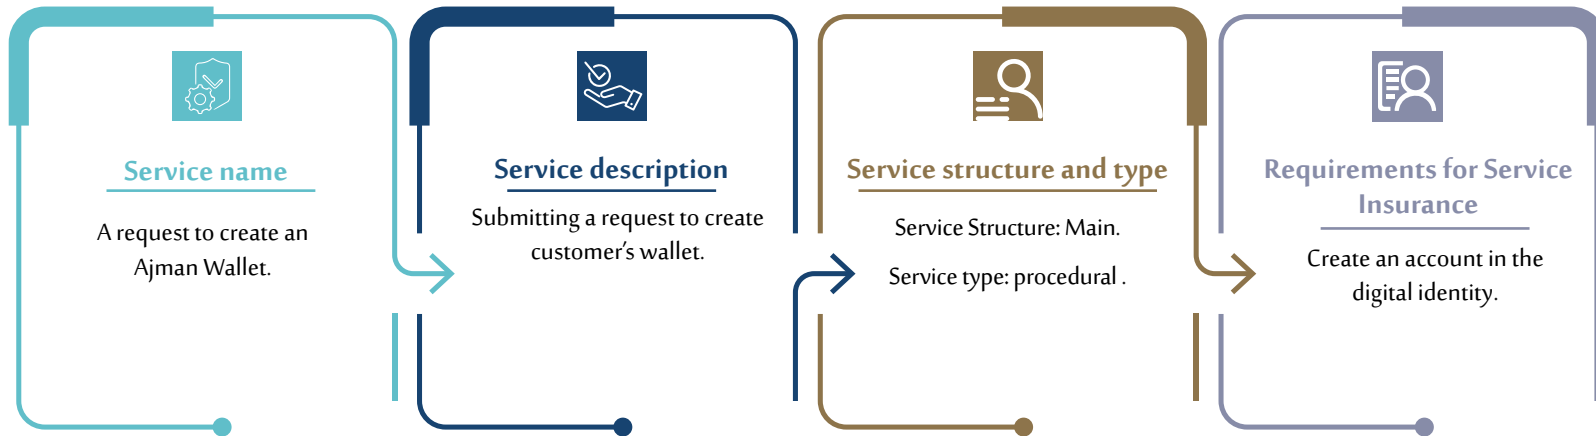 Service name
A request to create an
Ajman Wallet.
Service description
Submitting a request to create
customer's wallet.
Service structure and type
Service Structure: Main.
Service type: procedural .
Requirements for Service
Insurance
Create an account in the
digital identity.